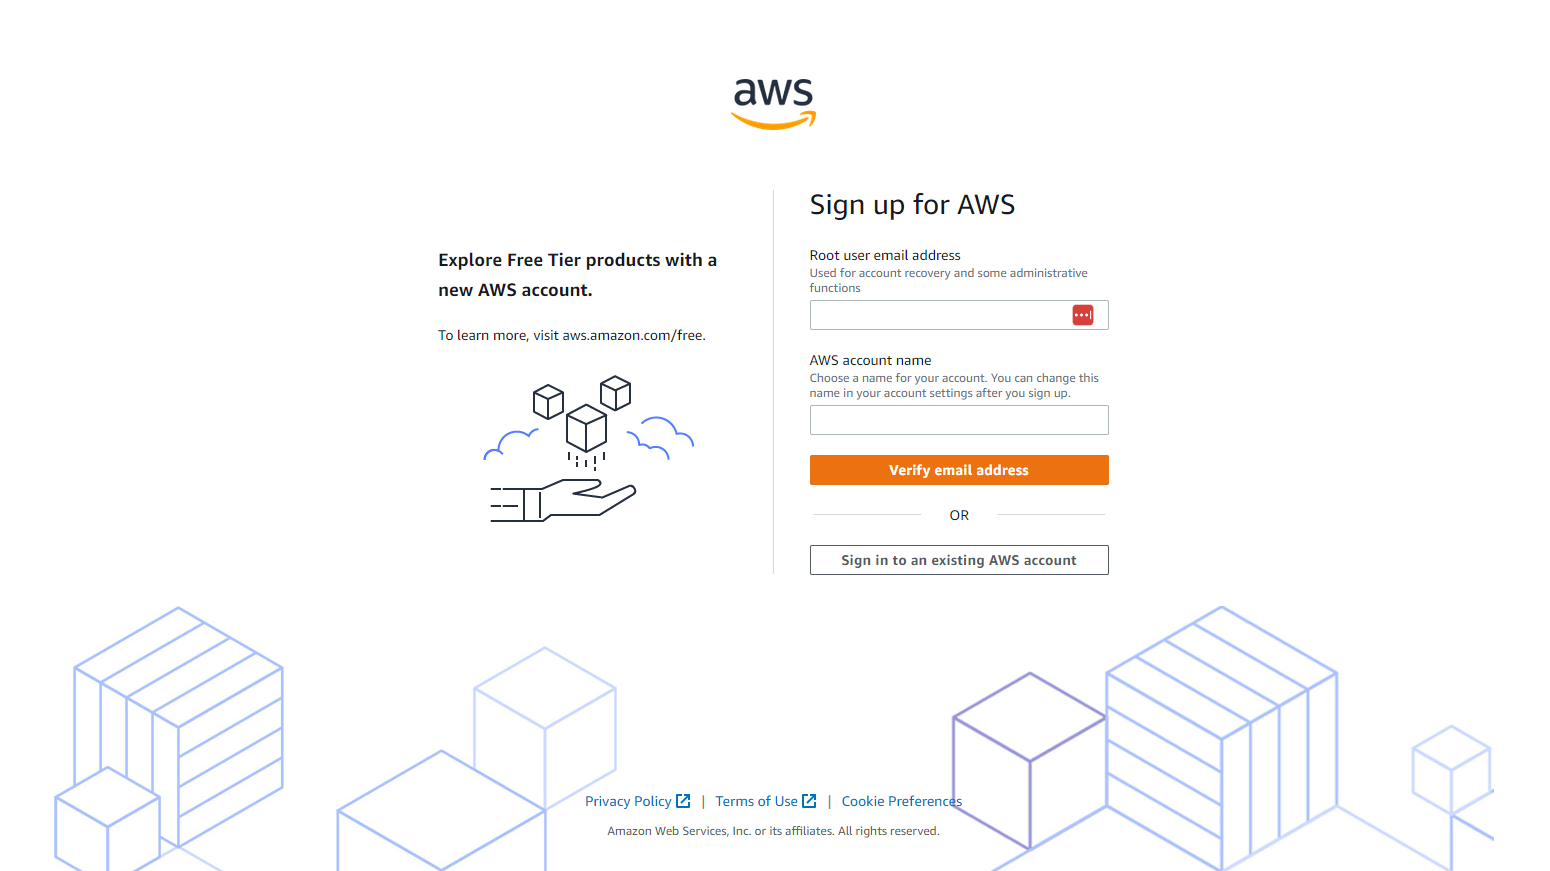 aws
Explore Free Tier products with a
new AWS account.
To learn more, visit aws.amazon.com/free.
Sign up for AWS
Root user email address
Used for account recovery and some administrative
functions
AWS account name
Choose a name for your account. You can change this
name in your account settings after you sign up.
Verify email address
OR
Sign in to an existing AWS account
Privacy Policy | Terms of Use | Cookie Preferences
Amazon Web Services, Inc. or its affiliates. All rights reserved.